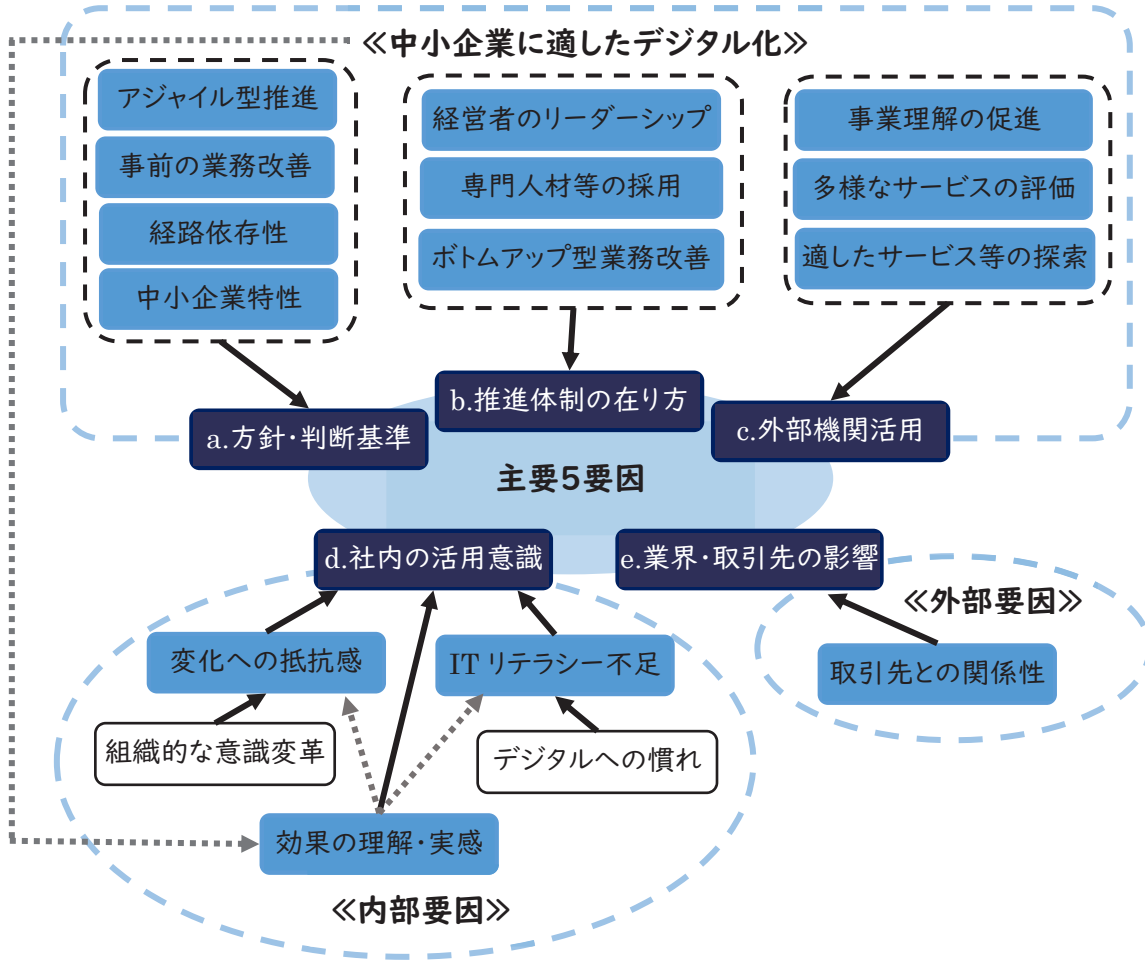 ≪中小企業に適したデジタル化≫
アジャイル型推進
事前の業務改善
経路依存性
中小企業特性
経営者のリーダーシップ
専門人材等の採用
ボトムアップ型業務改善
事業理解の促進
多様なサービスの評価
適したサービス等の探索
a.方針・判断基準
b.推進体制の在り方
c.外部機関活用
主要5要因
d.社内の活用意識
e.業界・取引先の影響
≪外部要因≫
変化への抵抗感
IT リテラシー不足
取引先との関係性
組織的な意識変革
デジタルへの慣れ
効果の理解・実感
≪内部要因≫